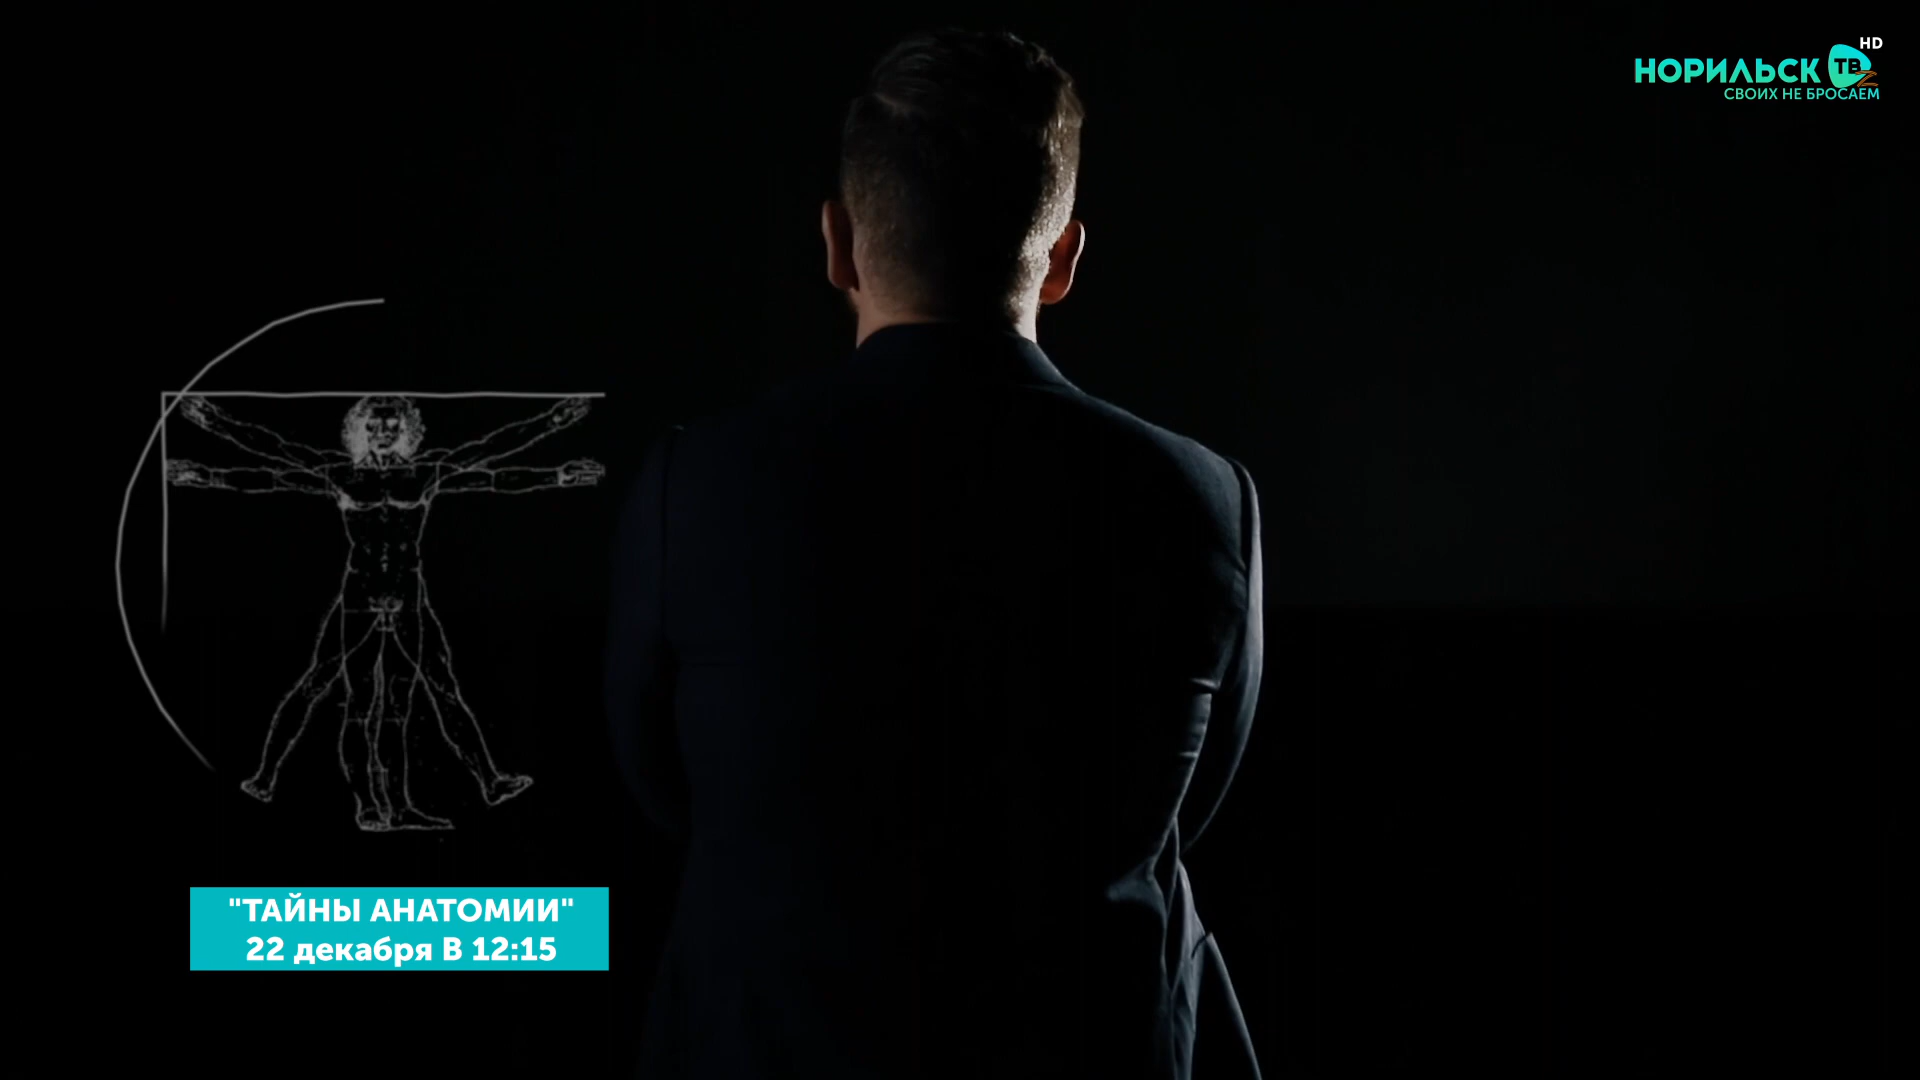 HD
НОРИЛЬСК ТВ Z
СВОИХ НЕ БРОСАЕМ
"ТАЙНЫ АНАТОМИИ"
22 декабря В 12:15